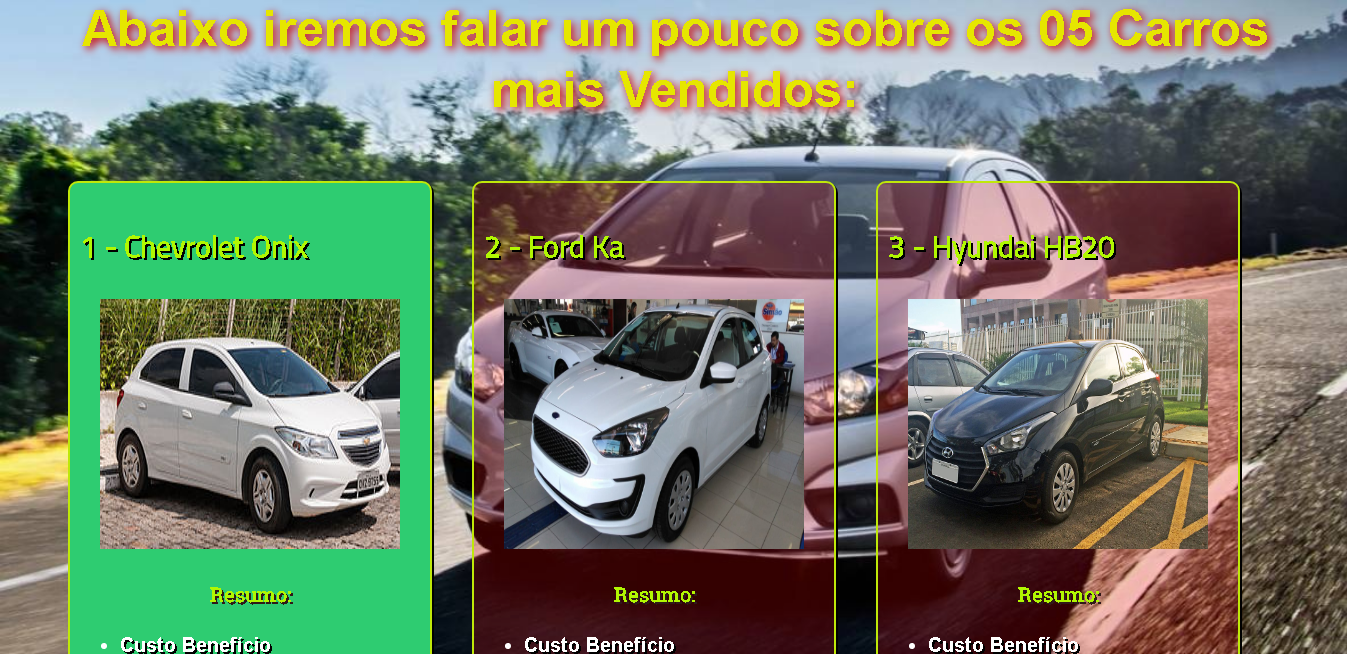 Abaixo iremos falar um pouco sobre os 05 Carros
mais Vendidos:
1 - Chevrolet Onix
2 - Ford Ka
3 - Hyundai HB20
Resumo:
Resumo:
Resumo:
• Custo Benefício
• Custo Benefício
• Custo Benefício